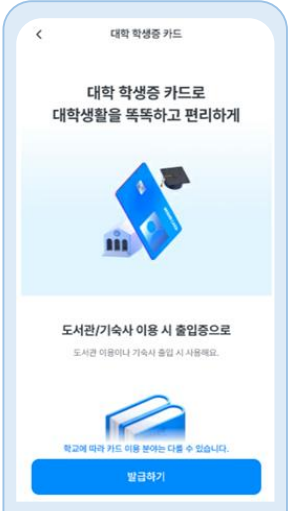 대학 학생증 카드
대학 학생증 카드로
대학생활을 똑똑하고 편리하게
도서관/기숙사 이용 시 출입증으로
도서관 이용이나 기숙사 출입 시 사용해요.
학교에 따라 카드 이용 분야는 다를 수 있습니다.
발급하기